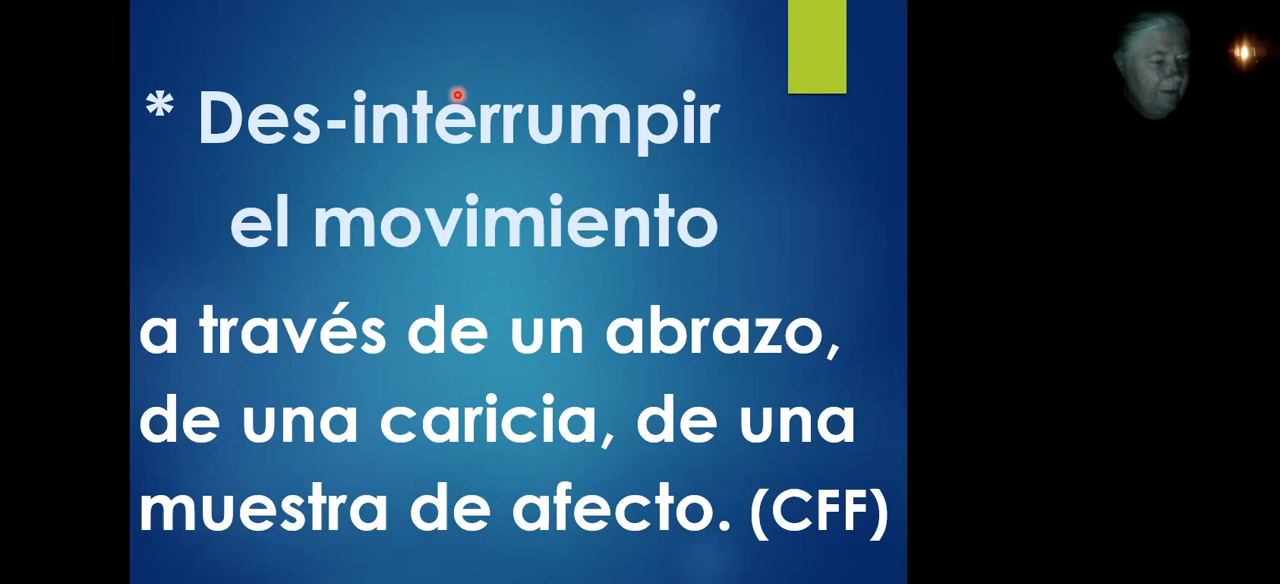 * Des-interrumpir
el movimiento
a través de un abrazo,
de una caricia, de una
muestra de afecto. (CFF)